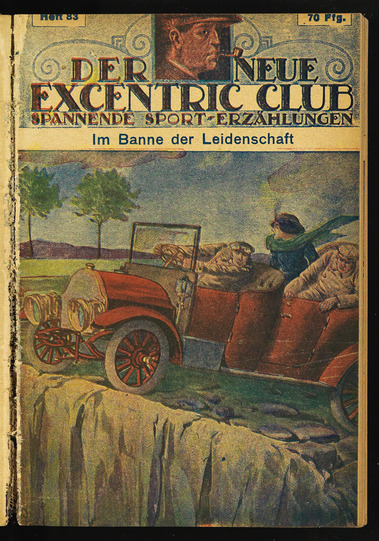 Heft 83
70 Pfg.
DER NEUE
EXCENTRIC CLUB
SPANNENDE SPORT-ERZÄHLUNGEN
Im Banne der Leidenschaft